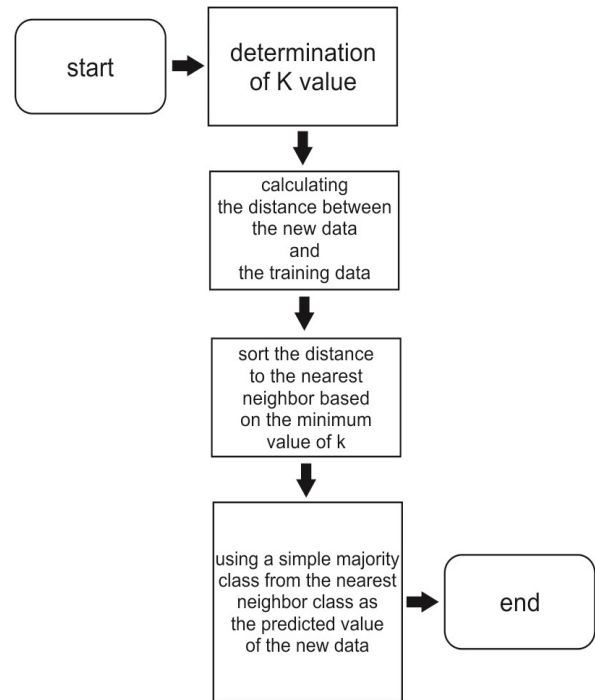 start
determination
of K value
calculating
the distance between
the new data
and
the training data
sort the distance
to the nearest
neighbor based
on the minimum
value of k
using a simple majority
class from the nearest
neighbor class as
the predicted value
of the new data
end